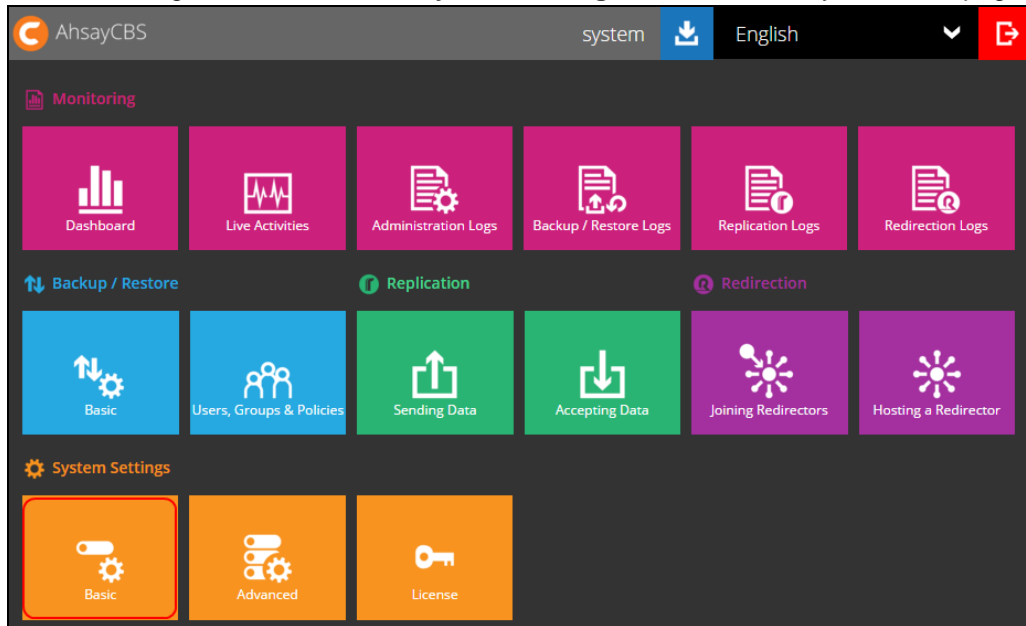 AhsayCBS system English
Monitoring
Dashboard Live Activities Administration Logs Backup / Restore Logs Replication Logs Redirection Logs
Backup / Restore Replication Redirection
Basic Users, Groups & Policies Sending Data Accepting Data Joining Redirectors Hosting a Redirector
System Settings
Basic Advanced License